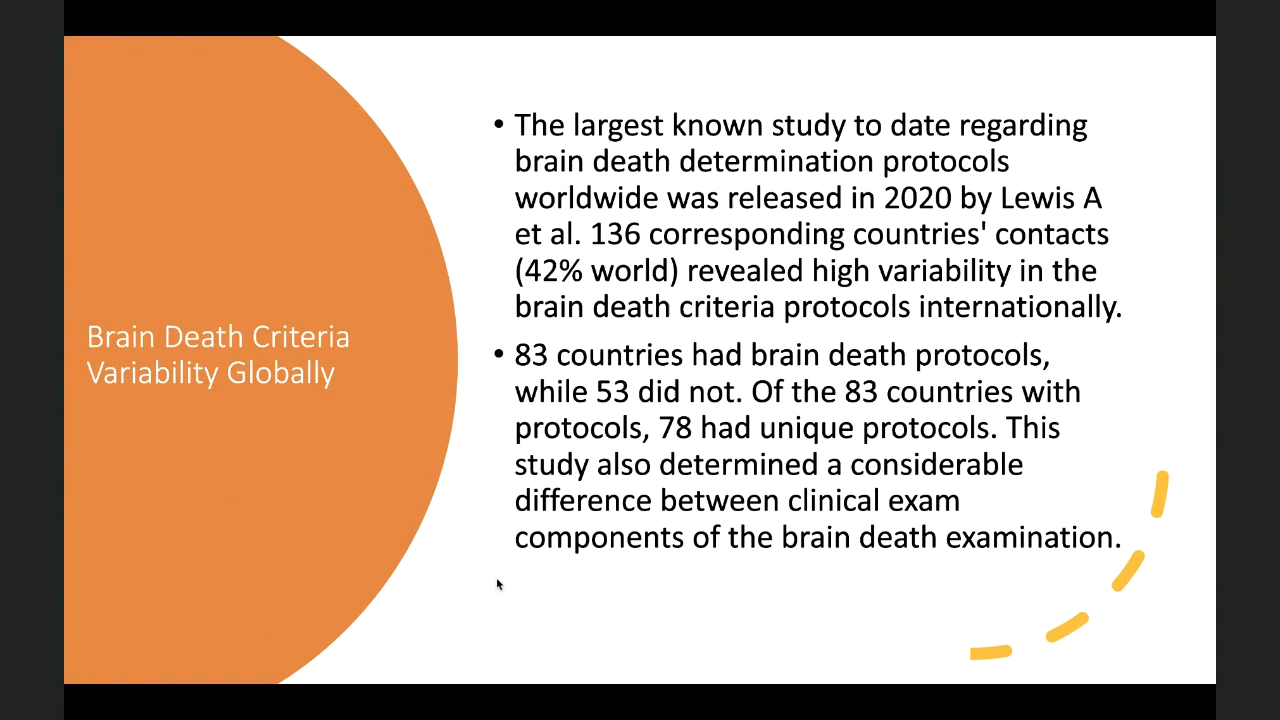 Brain Death Criteria
Variability Globally
• The largest known study to date regarding
brain death determination protocols
worldwide was released in 2020 by Lewis A
et al. 136 corresponding countries' contacts
(42% world) revealed high variability in the
brain death criteria protocols internationally.
• 83 countries had brain death protocols,
while 53 did not. Of the 83 countries with
protocols, 78 had unique protocols. This
study also determined a considerable
difference between clinical exam
components of the brain death examination.